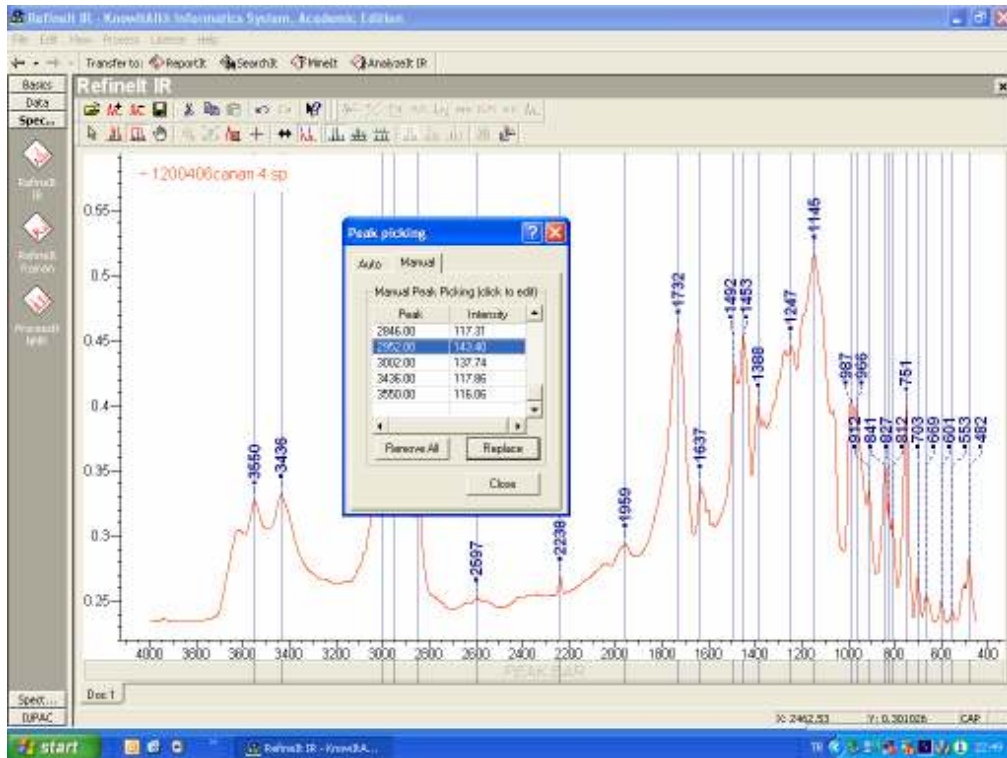 RefineIt IR - KnowItAll® Informatics System, Academic Edition
File Edit View Process License Help
Transfer to: ReportIt SearchIt MineIt AnalyzeIt IR
Basics
Data
Spec...
RefineIt IR
RefineIt
IR
RefineIt
Raman
ProcessIt
NMR
1200406canan 4 sp
0.55
0.5
0.45
0.4
0.35
0.3
0.25
Peak picking
Auto Manual
Manual Peak Picking (click to edit)
Peak Intensity
2846.00 117.31
2952.00 143.40
3002.00 137.74
3436.00 117.86
3550.00 116.06
Remove All Replace
Close
3550
3436
2597
2238
1959
1732
1637
1492
1453
1388
1247
1145
987
966
912
841
827
812
751
703
669
601
553
482
4000 3800 3600 3400 3200 3000 2800 2600 2400 2200 2000 1800 1600 1400 1200 1000 800 600 400
PEAK BAR
Doc 1
Spect...
IUPAC
X: 2462.53 Y: 0.301026 CAP
start
RefineIt IR - KnowItA...
TR
22:49